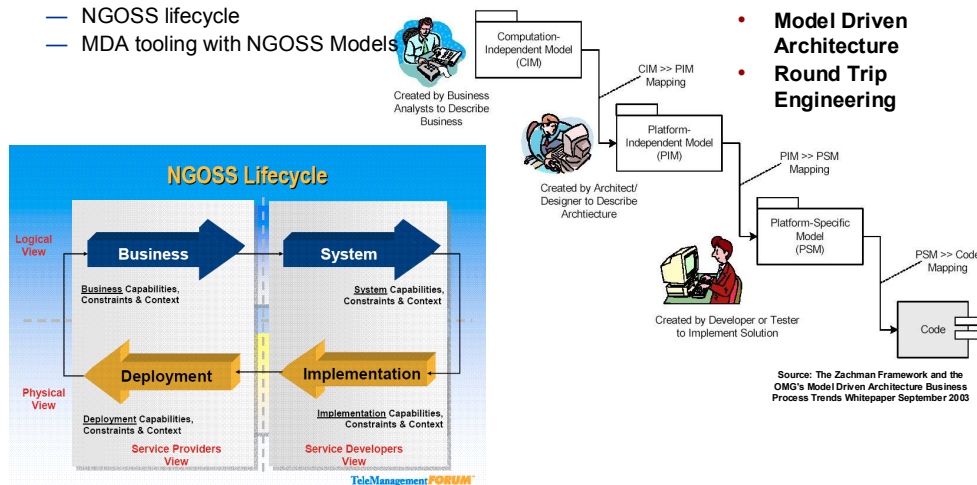 — NGOSS lifecycle
— MDA tooling with NGOSS Models
• Model Driven
Architecture
• Round Trip
Engineering
Computation-
Independent Model
(CIM)
Created by Business
Analysts to Describe
Business
CIM >> PIM
Mapping
Platform-
Independent Model
(PIM)
Created by Architect/
Designer to Describe
Archtiecture
PIM >> PSM
Mapping
Platform-Specific
Model
(PSM)
Created by Developer or Tester
to Implement Solution
PSM >> Code
Mapping
Code
Source: The Zachman Framework and the
OMG's Model Driven Architecture Business
Process Trends Whitepaper September 2003
NGOSS Lifecycle
Logical
View
Business
System
Business Capabilities,
Constraints & Context
System Capabilities,
Constraints & Context
Physical
View
Deployment
Implementation
Deployment Capabilities,
Constraints & Context
Implementation Capabilities,
Constraints & Context
Service Providers
View
Service Developers
View
TeleManagement FORUM™